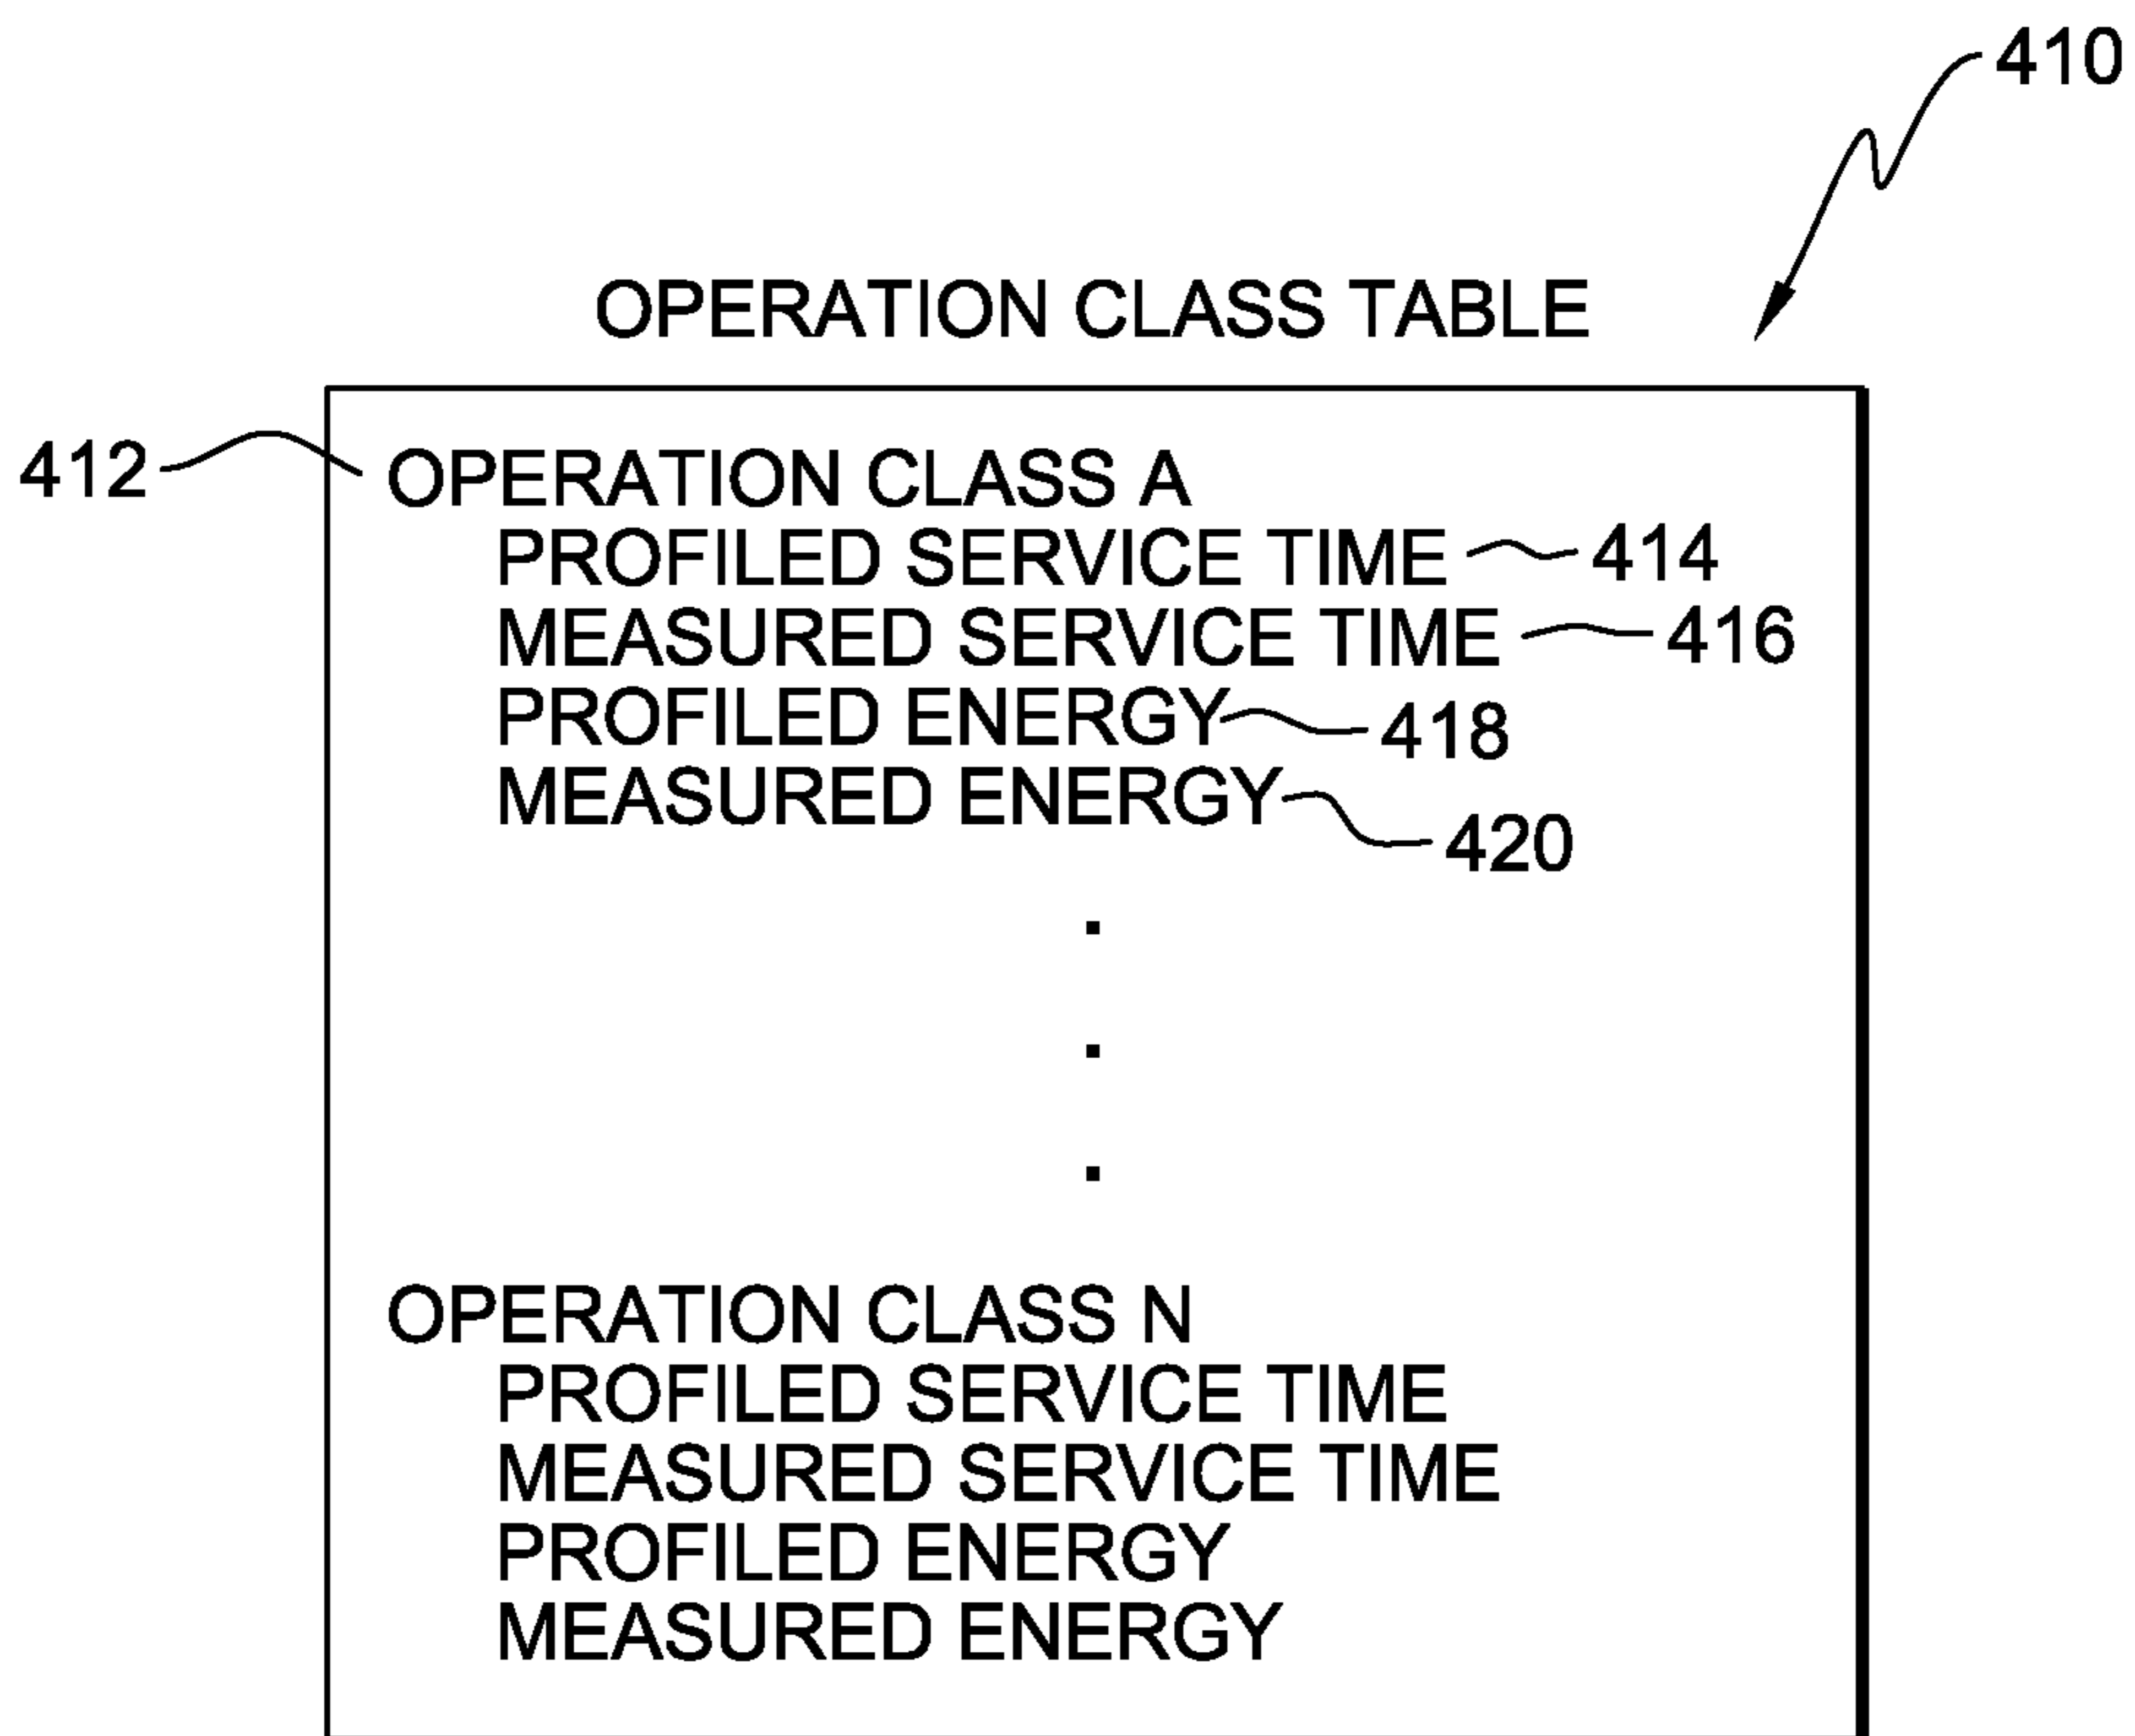 410
OPERATION CLASS TABLE
412 OPERATION CLASS A
PROFILED SERVICE TIME 414
MEASURED SERVICE TIME 416
PROFILED ENERGY 418
MEASURED ENERGY 420
.
.
.
OPERATION CLASS N
PROFILED SERVICE TIME
MEASURED SERVICE TIME
PROFILED ENERGY
MEASURED ENERGY